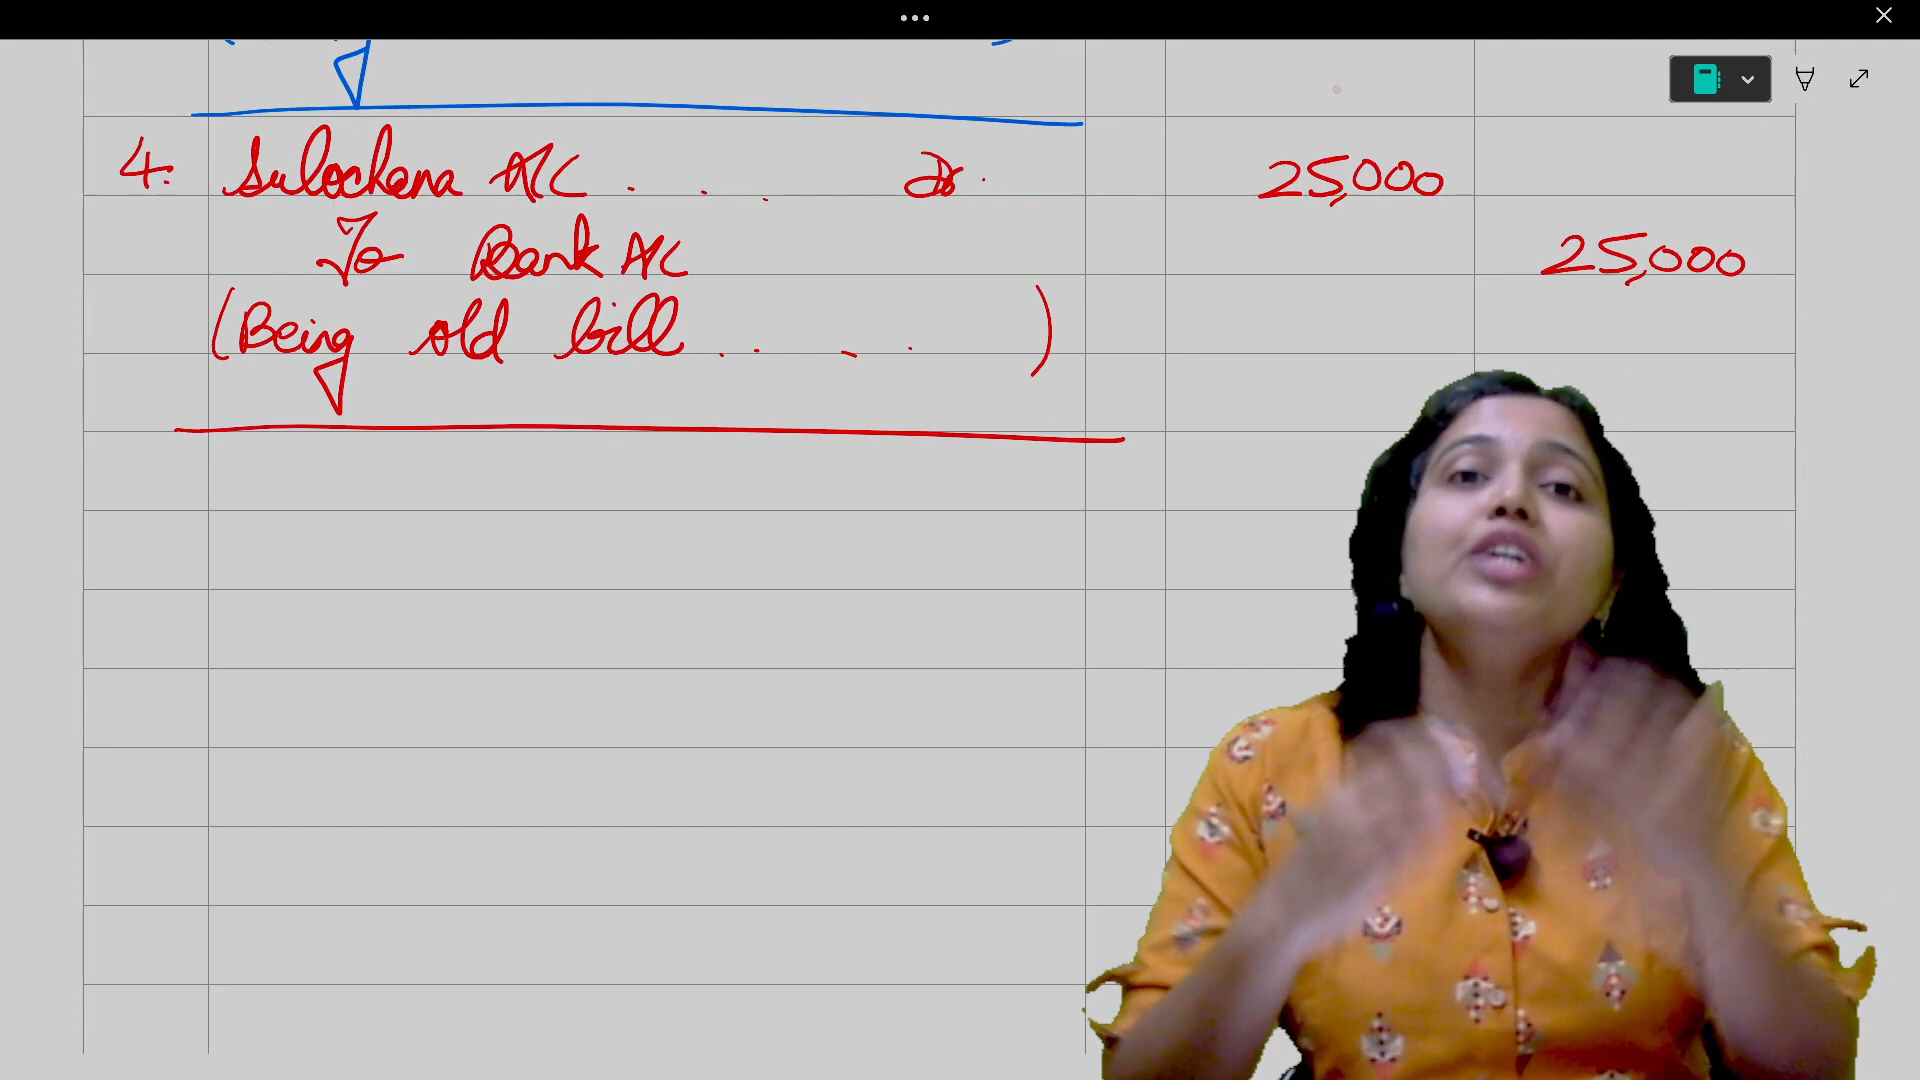 4. Sulochana A/C . . . Dr. 25,000
To Bank A/C 25,000
(Being old bill . . . . )